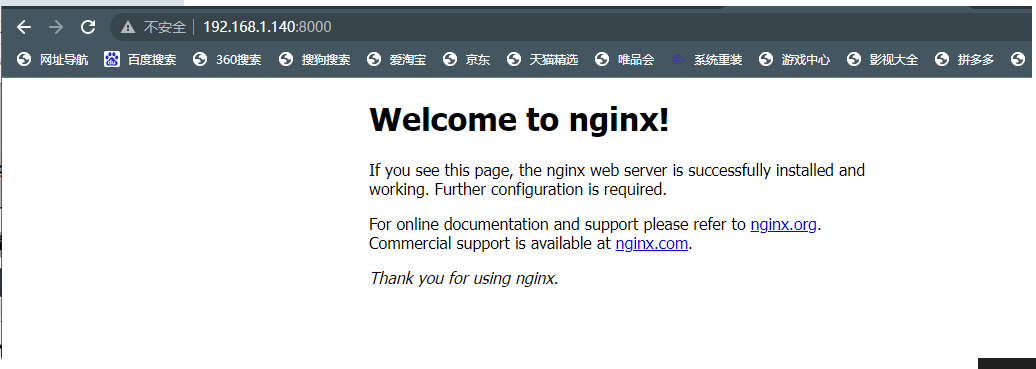 不安全 192.168.1.140:8000
网址导航 百度搜索 360搜索 搜狗搜索 爱淘宝 京东 天猫精选 唯品会 系统重装 游戏中心 影视大全 拼多多
Welcome to nginx!
If you see this page, the nginx web server is successfully installed and
working. Further configuration is required.
For online documentation and support please refer to nginx.org.
Commercial support is available at nginx.com.
Thank you for using nginx.